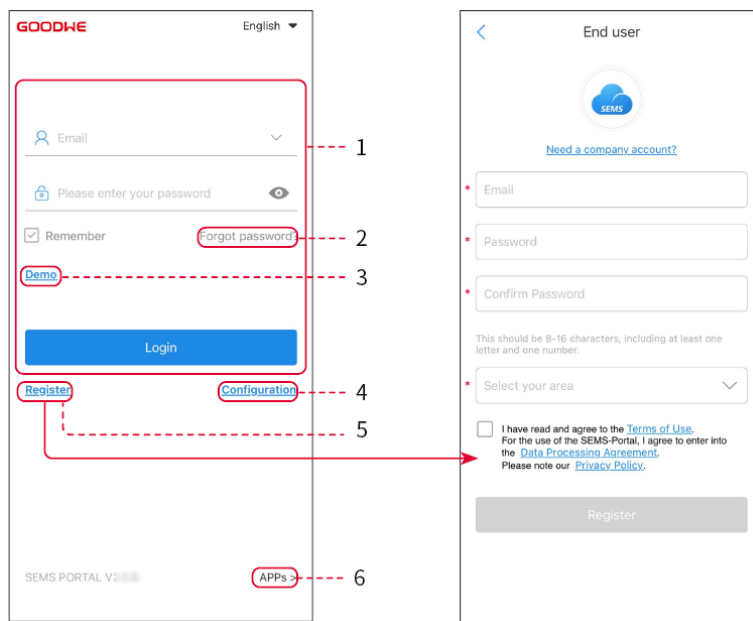 GOODWE
English
Email
1
Please enter your password
Remember
Forgot password?
2
Demo
3
Login
Register
Configuration
4
5
SEMS PORTAL
APPs >
6
End user
SEMS
Need a company account?
* Email
* Password
* Confirm Password
This should be 8-16 characters, including at least one
letter and one number.
* Select your area
I have read and agree to the Terms of Use.
For the use of the SEMS-Portal, I agree to enter into
the Data Processing Agreement.
Please note our Privacy Policy.
Register